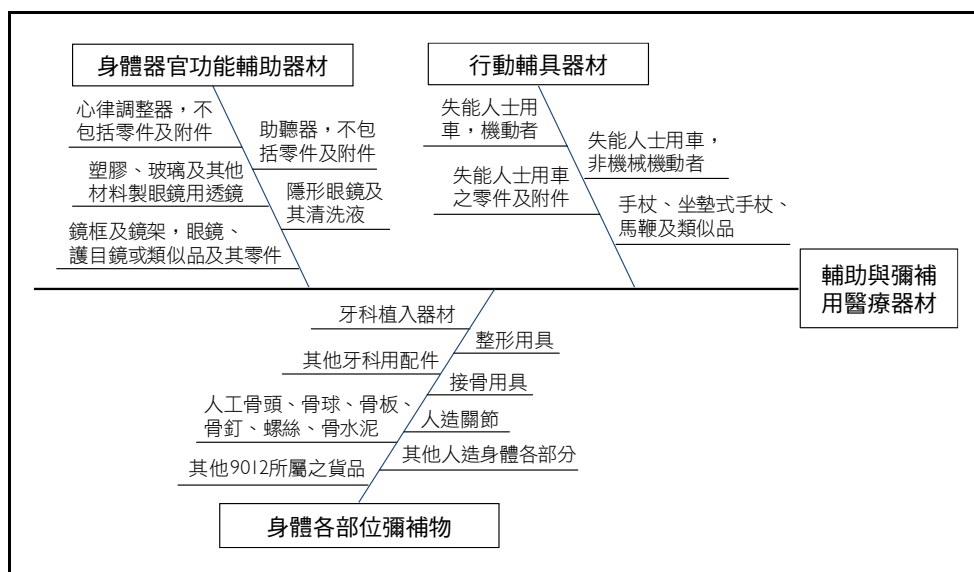 身體器官功能輔助器材
行動輔具器材
心律調整器，不
包括零件及附件
助聽器，不包
括零件及附件
塑膠、玻璃及其他
材料製眼鏡用透鏡
隱形眼鏡及
其清洗液
鏡框及鏡架，眼鏡、
護目鏡或類似品及其零件
失能人士用
車，機動者
失能人士用車，
非機械機動者
失能人士用車
之零件及附件
手杖、坐墊式手杖、
馬鞭及類似品
輔助與彌補
用醫療器材
牙科植入器材
整形用具
其他牙科用配件
接骨用具
人工骨頭、骨球、骨板、
骨釘、螺絲、骨水泥
人造關節
其他人造身體各部分
其他9012所屬之貨品
身體各部位彌補物